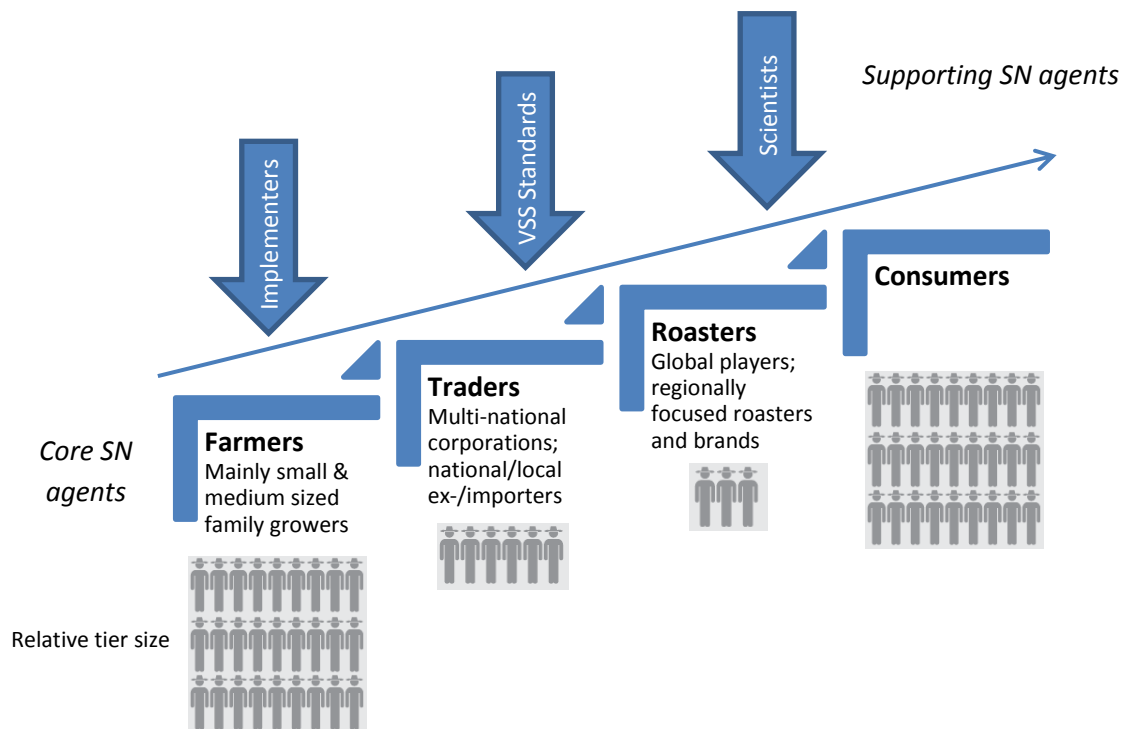 Supporting SN agents
Implementers
VSS Standards
Scientists
Core SN
agents
Farmers
Mainly small &
medium sized
family growers
Traders
Multi-national
corporations;
national/local
ex-/importers
Roasters
Global players;
regionally
focused roasters
and brands
Consumers
Relative tier size